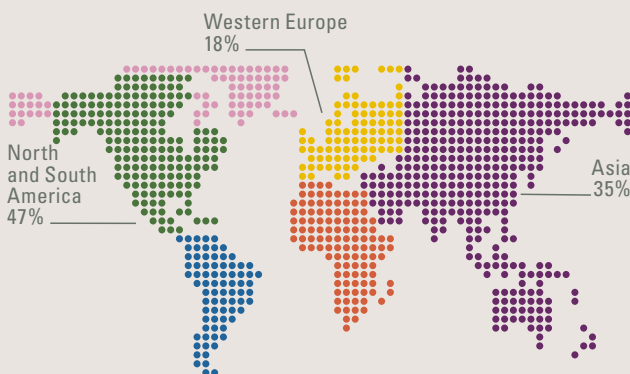 Western Europe
18%
North
and South
America
47%
Asia
35%